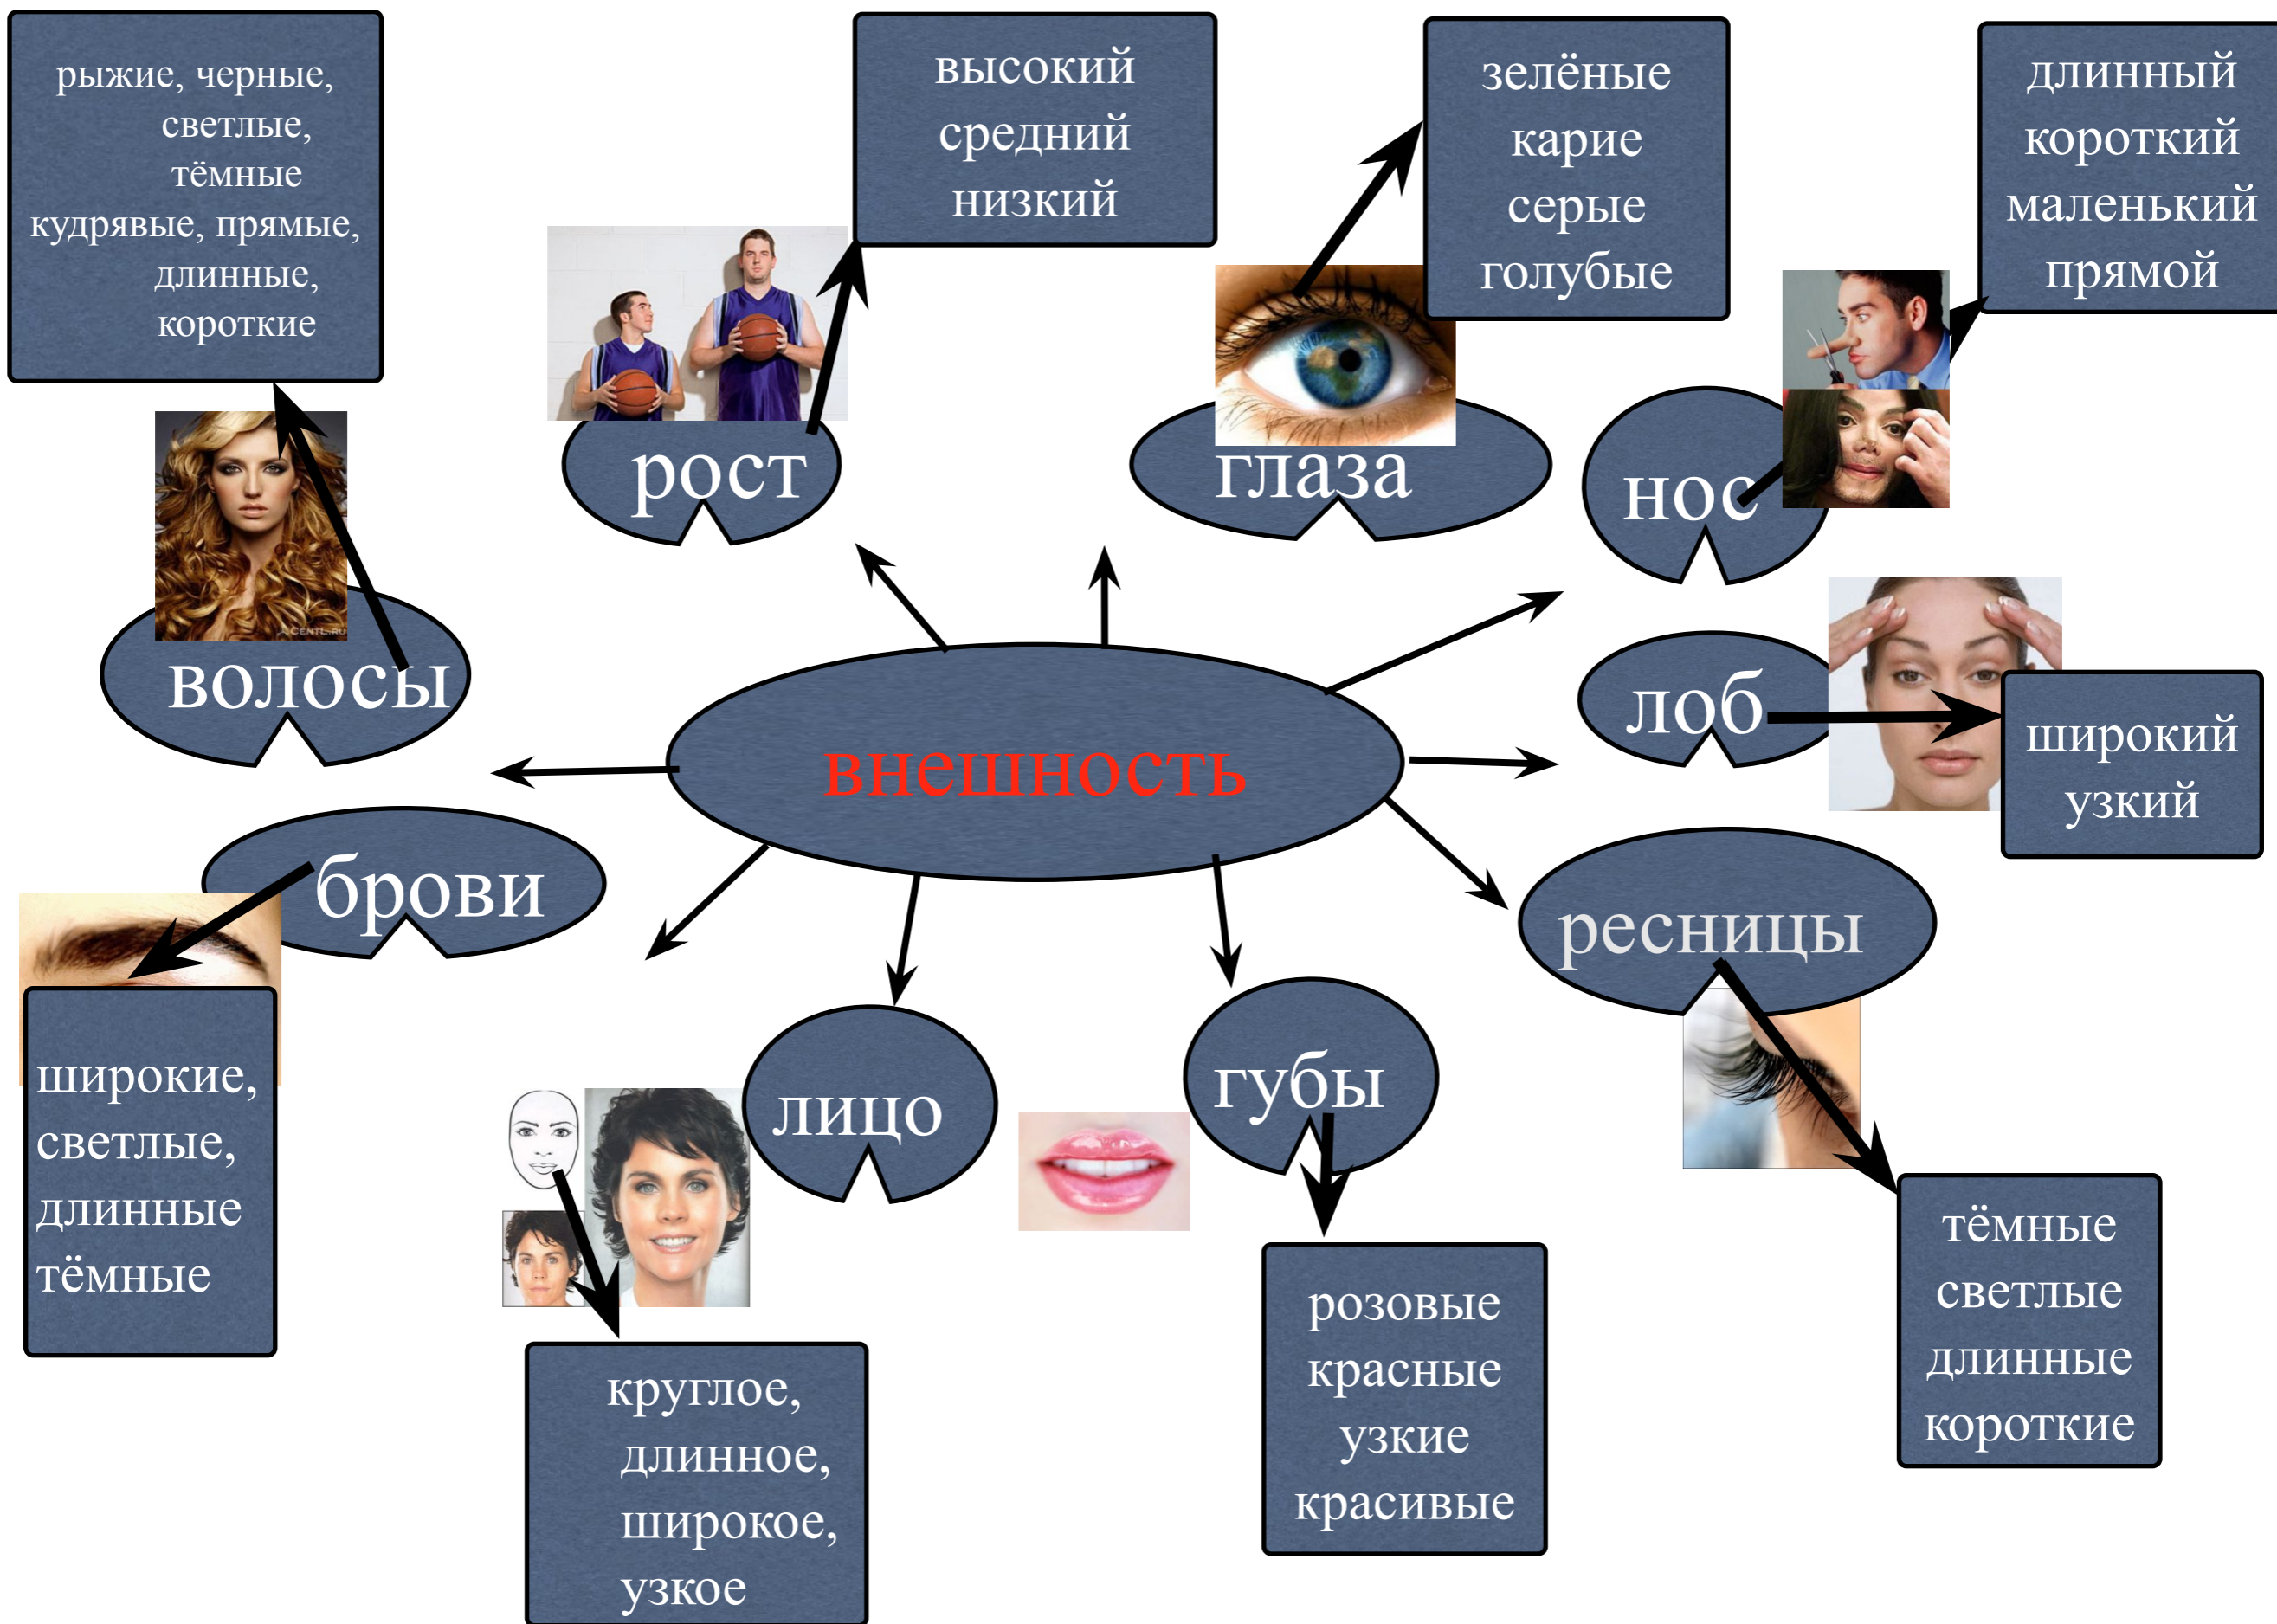 рыжие, черные,
светлые,
тёмные
кудрявые, прямые,
длинные,
короткие
высокий
средний
низкий
зелёные
карие
серые
голубые
длинный
короткий
маленький
прямой
рост
глаза
нос
волосы
лоб
широкий
узкий
внешность
брови
ресницы
широкие,
светлые,
длинные
тёмные
лицо
губы
круглое,
длинное,
широкое,
узкое
розовые
красные
узкие
красивые
тёмные
светлые
длинные
короткие